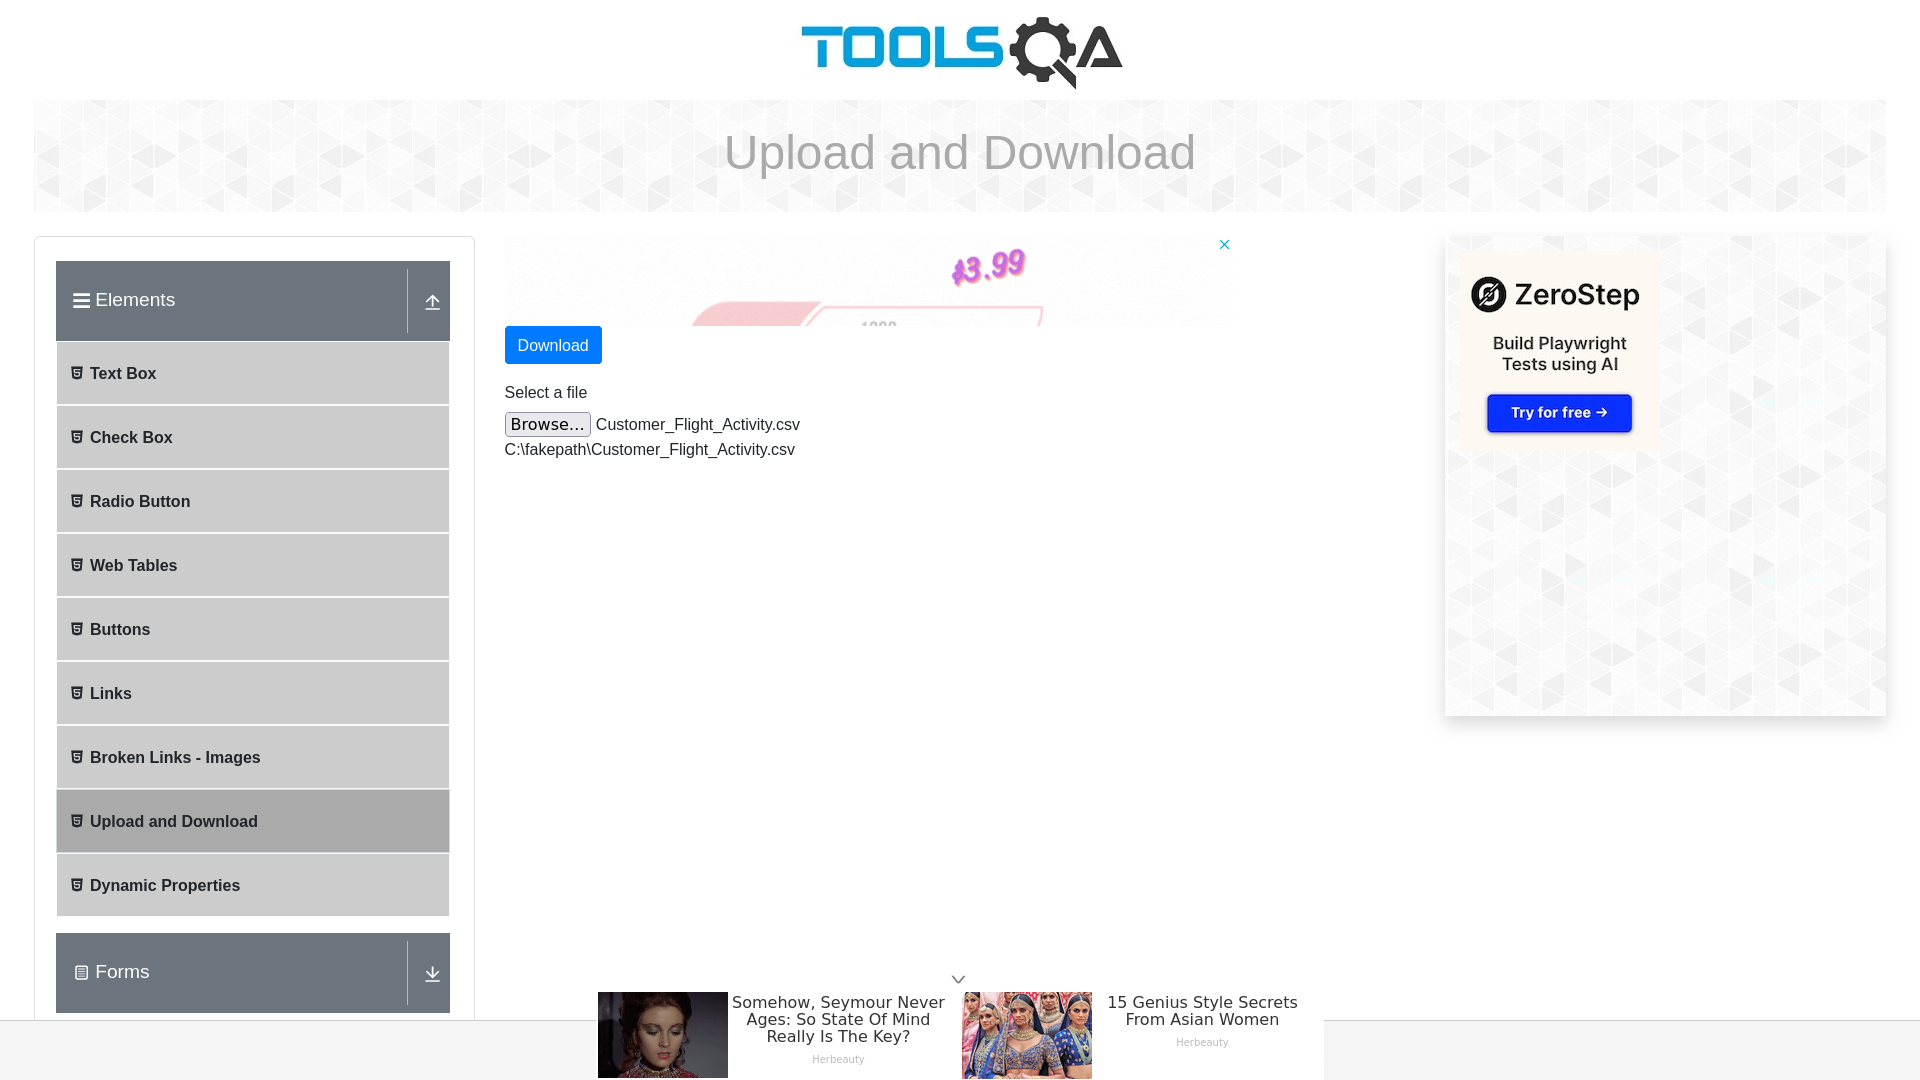 TOOLSQA
Upload and Download
Elements
Text Box
Check Box
Radio Button
Web Tables
Buttons
Links
Broken Links - Images
Upload and Download
Dynamic Properties
Forms
$3.99
Download
Select a file
Browse... Customer_Flight_Activity.csv
C:\fakepath\Customer_Flight_Activity.csv
ZeroStep
Build Playwright
Tests using AI
Try for free →
Somehow, Seymour Never
Ages: So State Of Mind
Really Is The Key?
Herbeauty
15 Genius Style Secrets
From Asian Women
Herbeauty